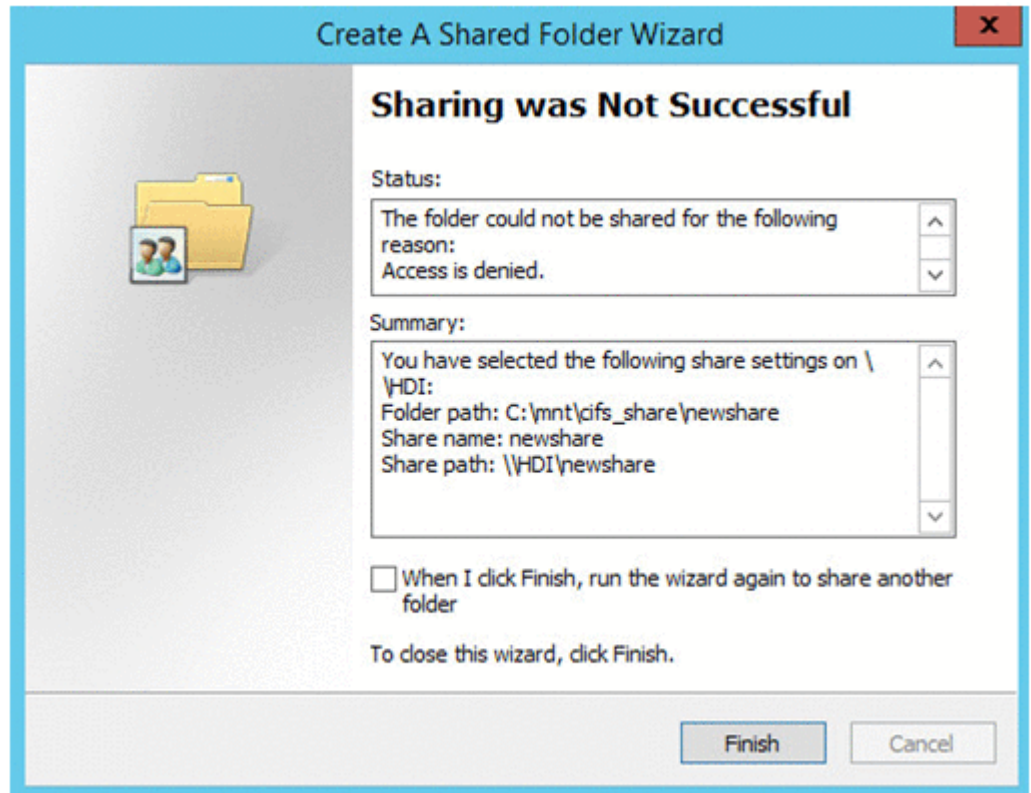 Create A Shared Folder Wizard
x
Sharing was Not Successful
Status:
The folder could not be shared for the following
reason:
Access is denied.
Summary:
You have selected the following share settings on \
\HDI:
Folder path: C:\mnt\cifs_share\newshare
Share name: newshare
Share path: \\HDI\newshare
When I click Finish, run the wizard again to share another
folder
To close this wizard, click Finish.
Finish
Cancel